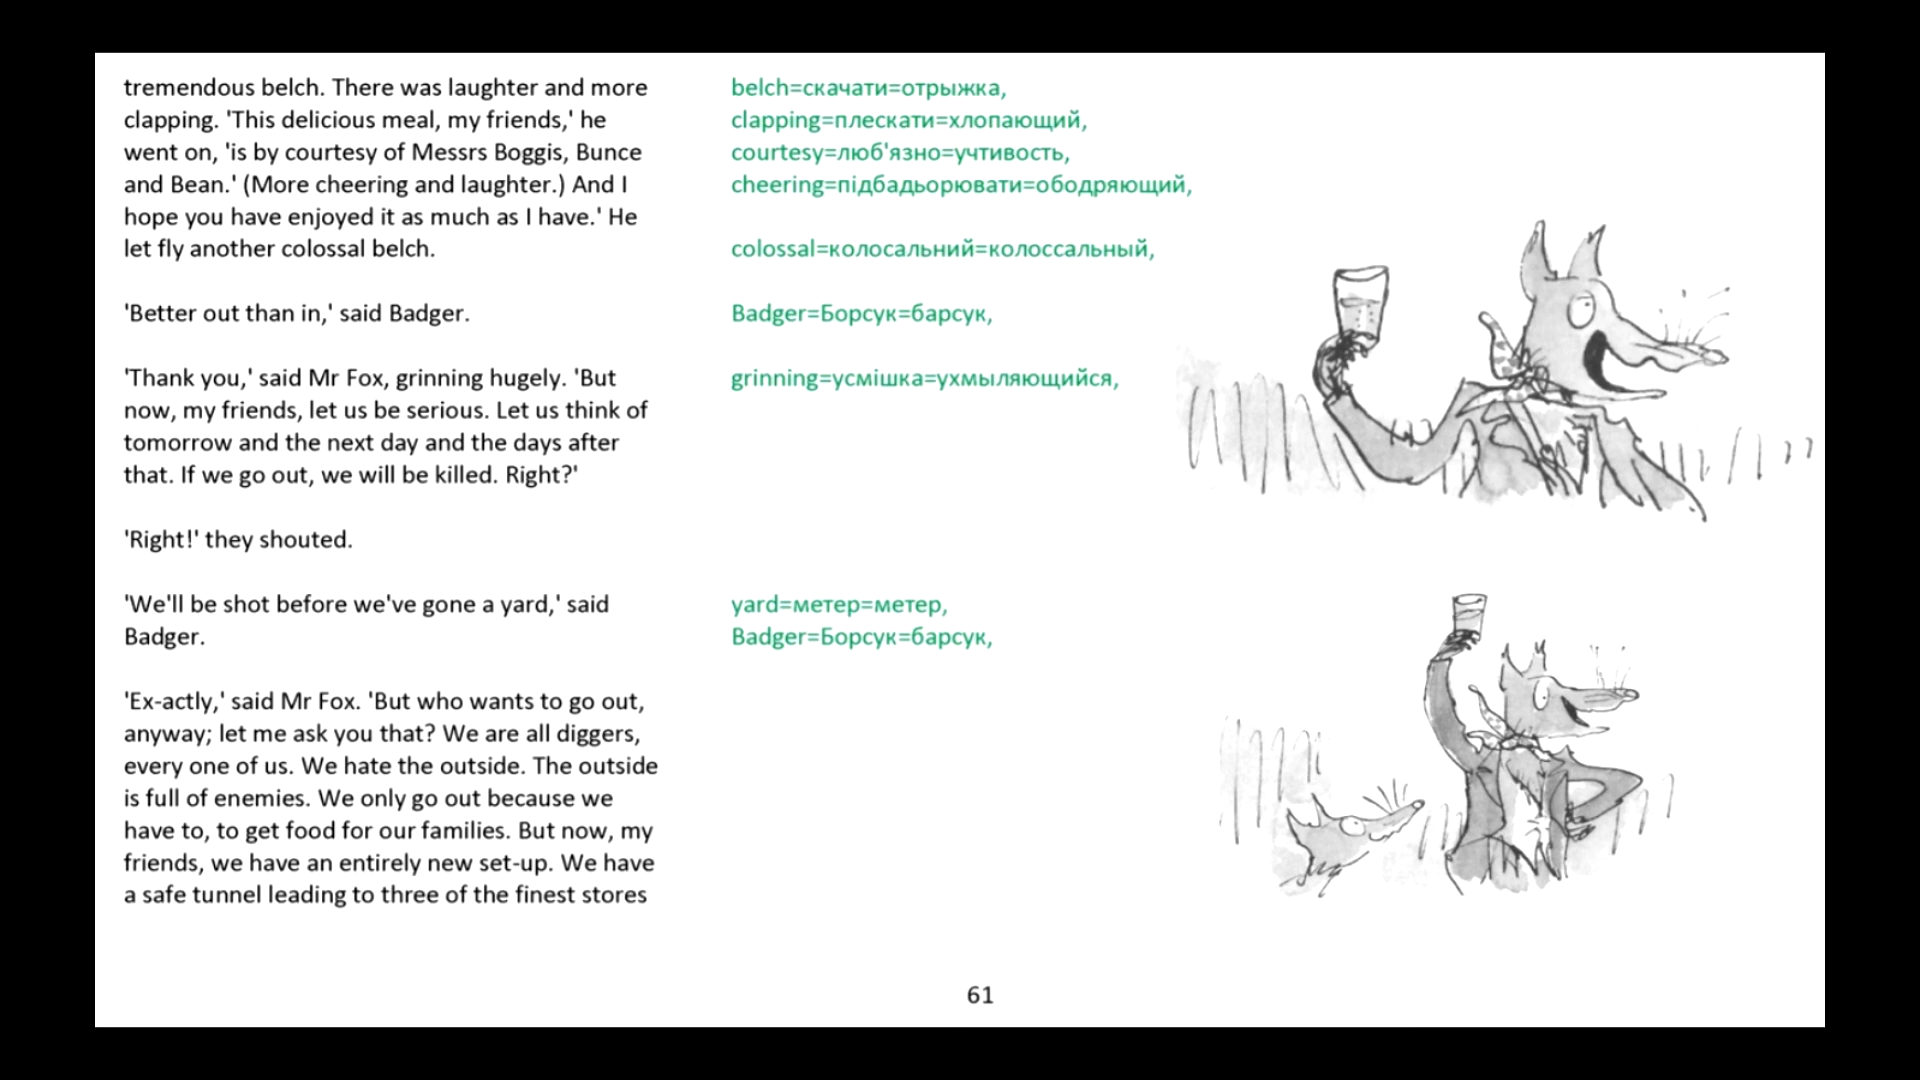 tremendous belch. There was laughter and more
clapping. 'This delicious meal, my friends,' he
went on, 'is by courtesy of Messrs Boggis, Bunce
and Bean.' (More cheering and laughter.) And I
hope you have enjoyed it as much as I have.' He
let fly another colossal belch.
'Better out than in,' said Badger.
'Thank you,' said Mr Fox, grinning hugely. 'But
now, my friends, let us be serious. Let us think of
tomorrow and the next day and the days after
that. If we go out, we will be killed. Right?'
'Right!' they shouted.
'We'll be shot before we've gone a yard,' said
Badger.
'Ex-actly,' said Mr Fox. 'But who wants to go out,
anyway; let me ask you that? We are all diggers,
every one of us. We hate the outside. The outside
is full of enemies. We only go out because we
have to, to get food for our families. But now, my
friends, we have an entirely new set-up. We have
a safe tunnel leading to three of the finest stores
belch=скачати=отрыжка,
clapping=плескати=хлопающий,
courtesy=люб'язно=учтивость,
cheering=підбадьорювати=ободряющий,
colossal=колосальний=колоссальный,
Badger=Борсук=барсук,
grinning=усмішка=ухмыляющийся,
yard=метер=метер,
Badger=Борсук=барсук,
61